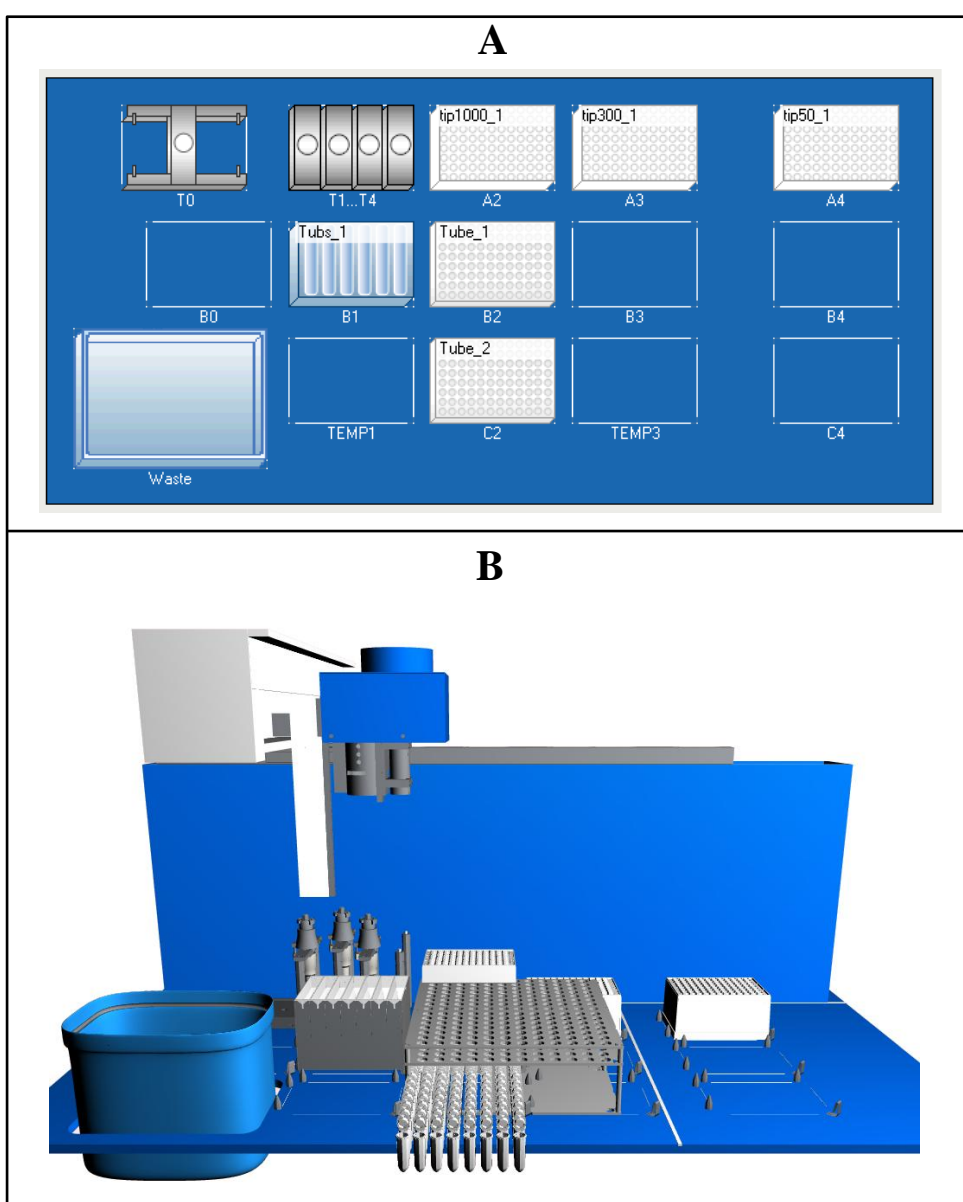 A
tip1000_1 tip300_1 tip50_1
T0 T1...T4 A2 A3 A4
Tubs_1 Tube_1
B0 B1 B2 B3 B4
Tube_2
TEMP1 C2 TEMP3 C4
Waste
B